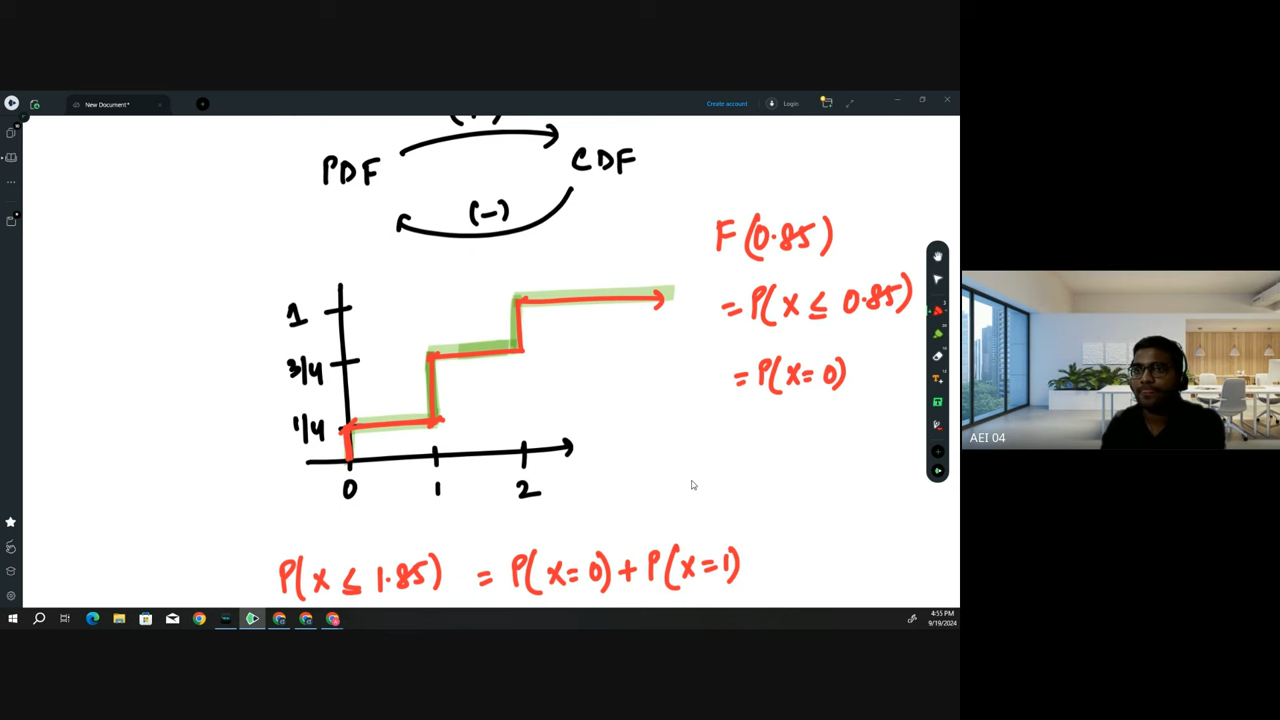 New Document*
Create account
Login
PDF
CDF
(-)
F(0.85)
= P(X ≤ 0.85)
= P(X=0)
1
3/4
1/4
0 1 2
P(X ≤ 1.85) = P(X=0) + P(X=1)
AEI 04
4:55 PM
9/19/2024